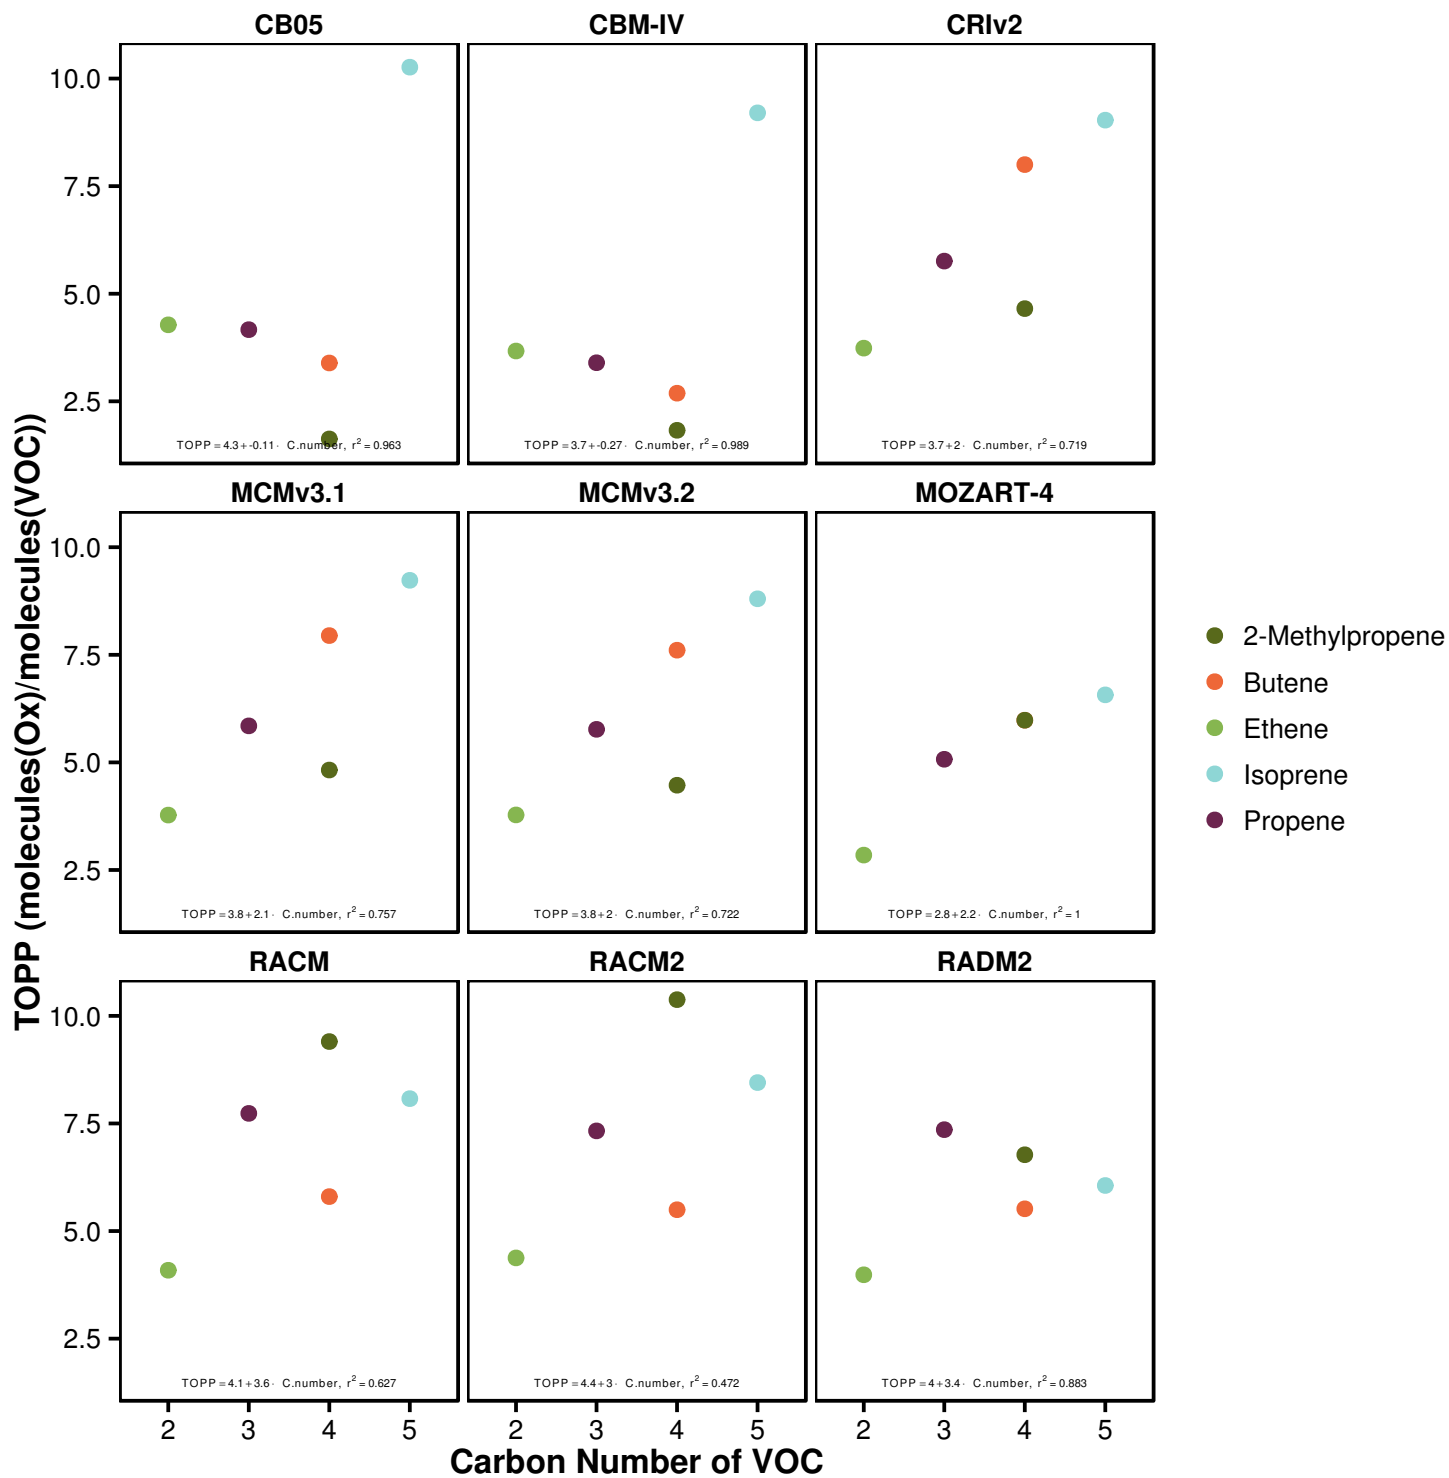 CB05
CBM-IV
CRIv2
10.0
7.5
5.0
2.5
TOPP = 4.3 + -0.11 · C.number, r² = 0.963
TOPP = 3.7 + -0.27 · C.number, r² = 0.989
TOPP = 3.7 + 2 · C.number, r² = 0.719
MCMv3.1
MCMv3.2
MOZART-4
10.0
7.5
5.0
2.5
TOPP = 3.8 + 2.1 · C.number, r² = 0.757
TOPP = 3.8 + 2 · C.number, r² = 0.722
TOPP = 2.8 + 2.2 · C.number, r² = 1
RACM
RACM2
RADM2
10.0
7.5
5.0
2.5
TOPP = 4.1 + 3.6 · C.number, r² = 0.627
TOPP = 4.4 + 3 · C.number, r² = 0.472
TOPP = 4 + 3.4 · C.number, r² = 0.883
2 3 4 5
2 3 4 5
2 3 4 5
Carbon Number of VOC
TOPP (molecules(Ox)/molecules(VOC))
2-Methylpropene
Butene
Ethene
Isoprene
Propene